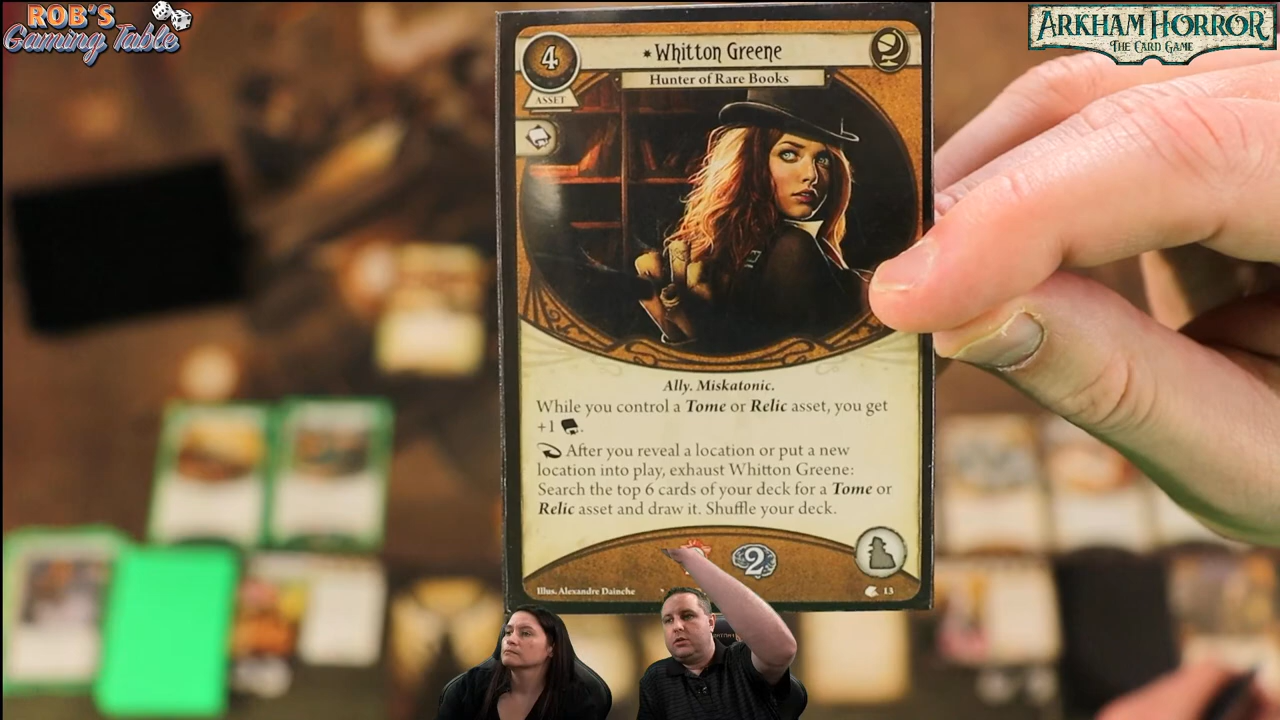 ROB'S
Gaming Table
ARKHAM HORROR
THE CARD GAME
4
Whitton Greene
ASSET
Hunter of Rare Books
Ally. Miskatonic.
While you control a Tome or Relic asset, you get
+1 .
After you reveal a location or put a new
location into play, exhaust Whitton Greene:
Search the top 6 cards of your deck for a Tome or
Relic asset and draw it. Shuffle your deck.
2
Illus. Alexandre Dainche
13